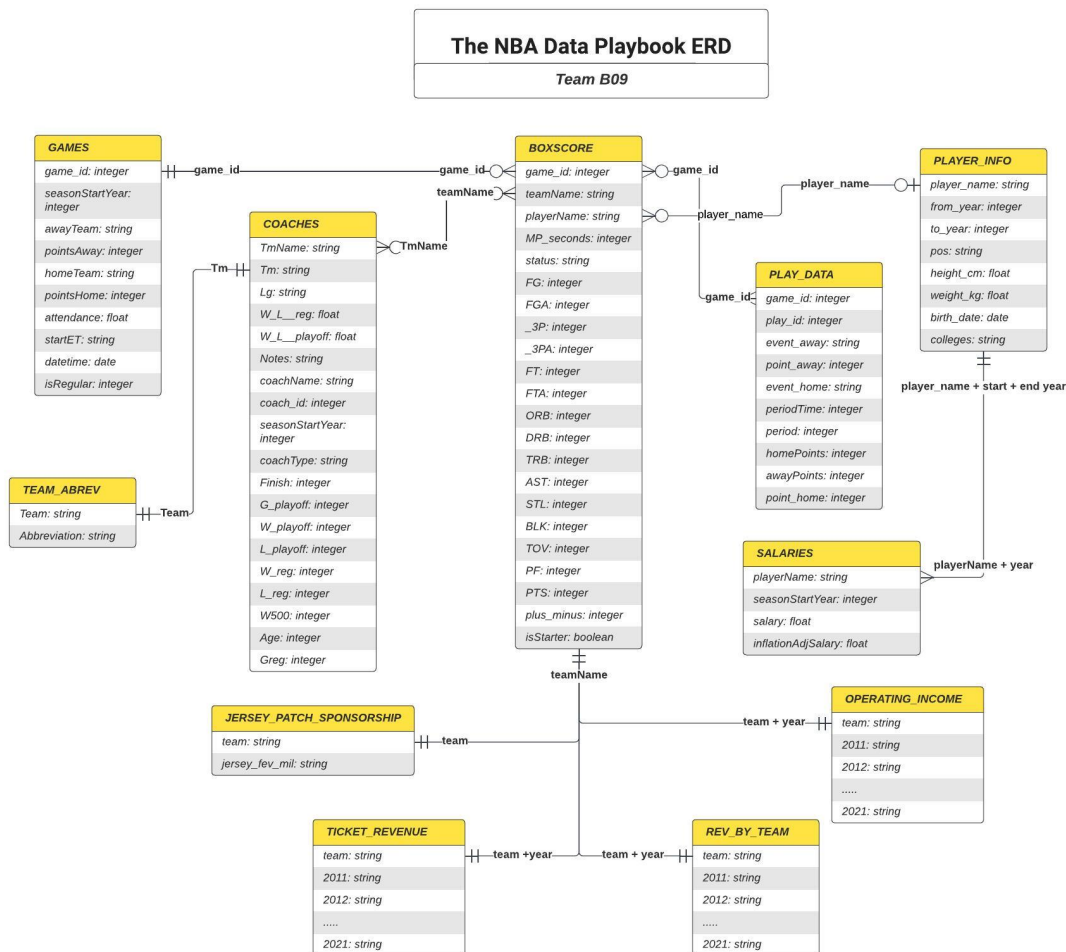 The NBA Data Playbook ERD
Team B09
GAMES
game_id: integer
seasonStartYear:
integer
awayTeam: string
pointsAway: integer
homeTeam: string
pointsHome: integer
attendance: float
startET: string
datetime: date
isRegular: integer
game_id
game_id
teamName
COACHES
TmName: string
Tm: string
Lg: string
W_L__reg: float
W_L__playoff: float
Notes: string
coachName: string
coach_id: integer
seasonStartYear:
integer
coachType: string
Finish: integer
G_playoff: integer
W_playoff: integer
L_playoff: integer
W_reg: integer
L_reg: integer
W500: integer
Age: integer
Greg: integer
TmName
Tm
TEAM_ABREV
Team: string
Abbreviation: string
Team
BOXSCORE
game_id: integer
teamName: string
playerName: string
MP_seconds: integer
status: string
FG: integer
FGA: integer
_3P: integer
_3PA: integer
FT: integer
FTA: integer
ORB: integer
DRB: integer
TRB: integer
AST: integer
STL: integer
BLK: integer
TOV: integer
PF: integer
PTS: integer
plus_minus: integer
isStarter: boolean
teamName
game_id
player_name
player_name
game_id
PLAYER_INFO
player_name: string
from_year: integer
to_year: integer
pos: string
height_cm: float
weight_kg: float
birth_date: date
colleges: string
player_name + start + end year
PLAY_DATA
game_id: integer
play_id: integer
event_away: string
point_away: integer
event_home: string
periodTime: integer
period: integer
homePoints: integer
awayPoints: integer
point_home: integer
SALARIES
playerName: string
seasonStartYear: integer
salary: float
inflationAdjSalary: float
playerName + year
JERSEY_PATCH_SPONSORSHIP
team: string
jersey_fev_mil: string
team
team + year
OPERATING_INCOME
team: string
2011: string
2012: string
.....
2021: string
TICKET_REVENUE
team: string
2011: string
2012: string
.....
2021: string
team +year
team + year
REV_BY_TEAM
team: string
2011: string
2012: string
.....
2021: string